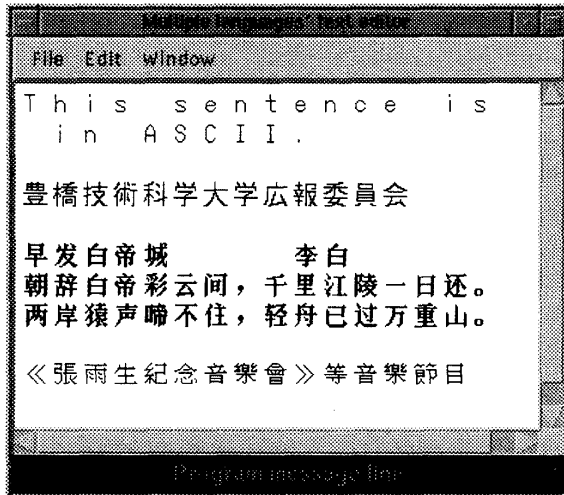 Multiple languages' text editor
File Edit Window
This sentence is
in ASCII.
豊橋技術科学大学広報委員会
早发白帝城 李白
朝辞白帝彩云间，千里江陵一日还。
两岸猿声啼不住，轻舟已过万重山。
≪張雨生紀念音樂會≫等音樂節目
Program message line